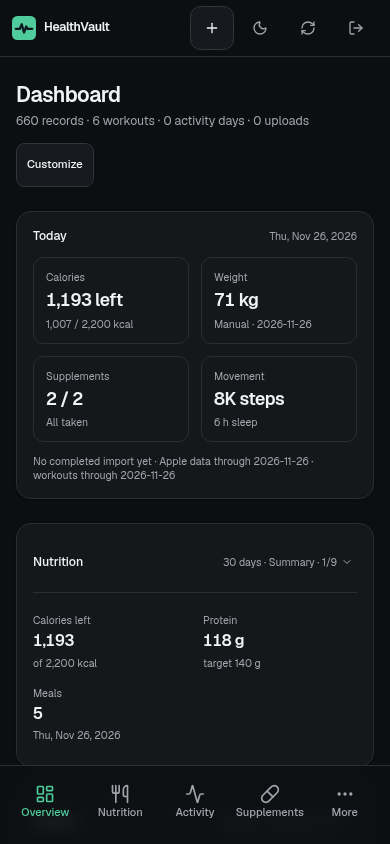 HealthVault
Dashboard
660 records · 6 workouts · 0 activity days · 0 uploads
Customize
Today
Thu, Nov 26, 2026
Calories
1,193 left
1,007 / 2,200 kcal
Weight
71 kg
Manual · 2026-11-26
Supplements
2 / 2
All taken
Movement
8K steps
6 h sleep
No completed import yet · Apple data through 2026-11-26 ·
workouts through 2026-11-26
Nutrition
30 days · Summary · 1/9
Calories left
1,193
of 2,200 kcal
Protein
118 g
target 140 g
Meals
5
Thu, Nov 26, 2026
Overview
Nutrition
Activity
Supplements
More